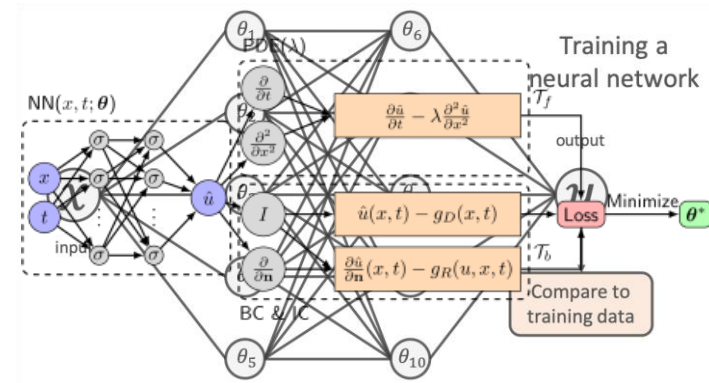 θ₁
θ₆
PDE(λ)
Training a
neural network
NN(x, t; θ)
∂/∂t
𝒯_f
∂û/∂t − λ ∂²û/∂x²
∂²/∂x²
output
σ
σ
x
σ
σ
x
û
t
I
û(x, t) − g_D(x, t)
u
Loss
Minimize
θ*
input
σ
σ
∂/∂n
∂û/∂n (x, t) − g_R(u, x, t)
𝒯_b
BC & IC
Compare to
training data
θ₅
θ₁₀